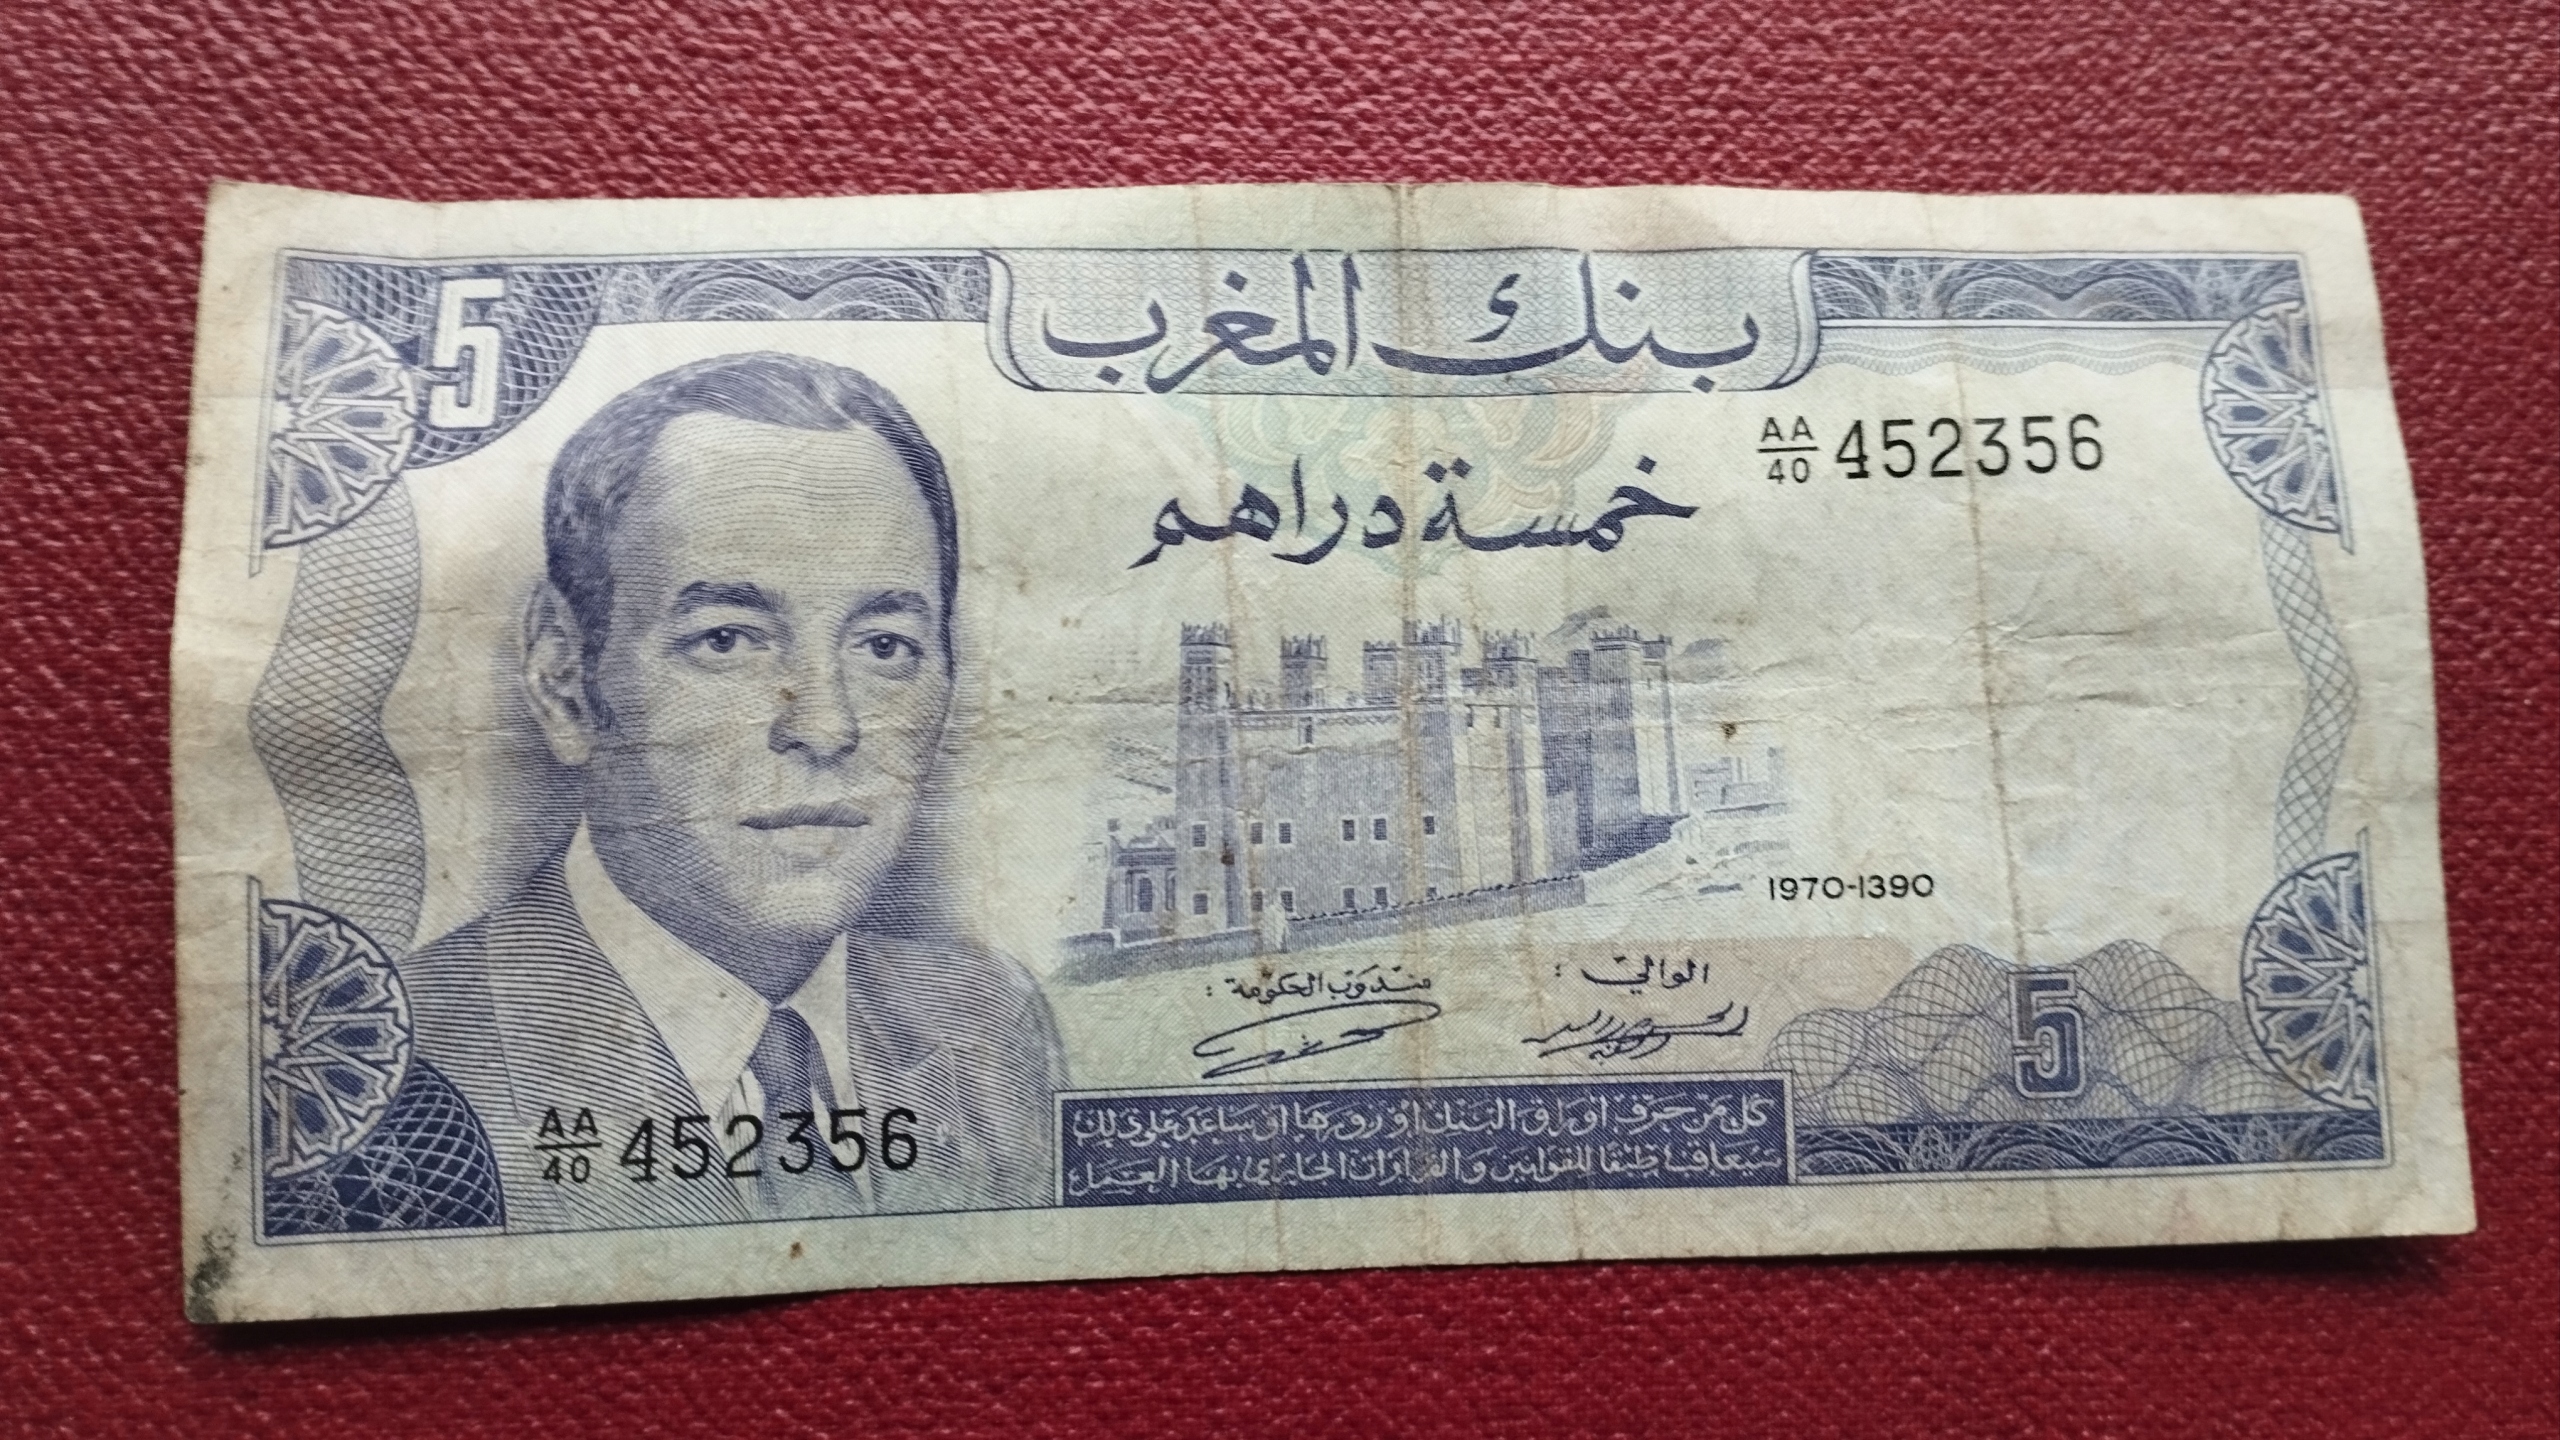 5
بنك المغرب
AA/40 452356
خمسة دراهم
1970-1390
الوالي :
مندوب الحكومة :
5
AA/40 452356
كل من حرف أوراق البنك أو زورها أو ساعد على ذلك
سيعاقب طبقا للقوانين والقرارات الجاري بها العمل